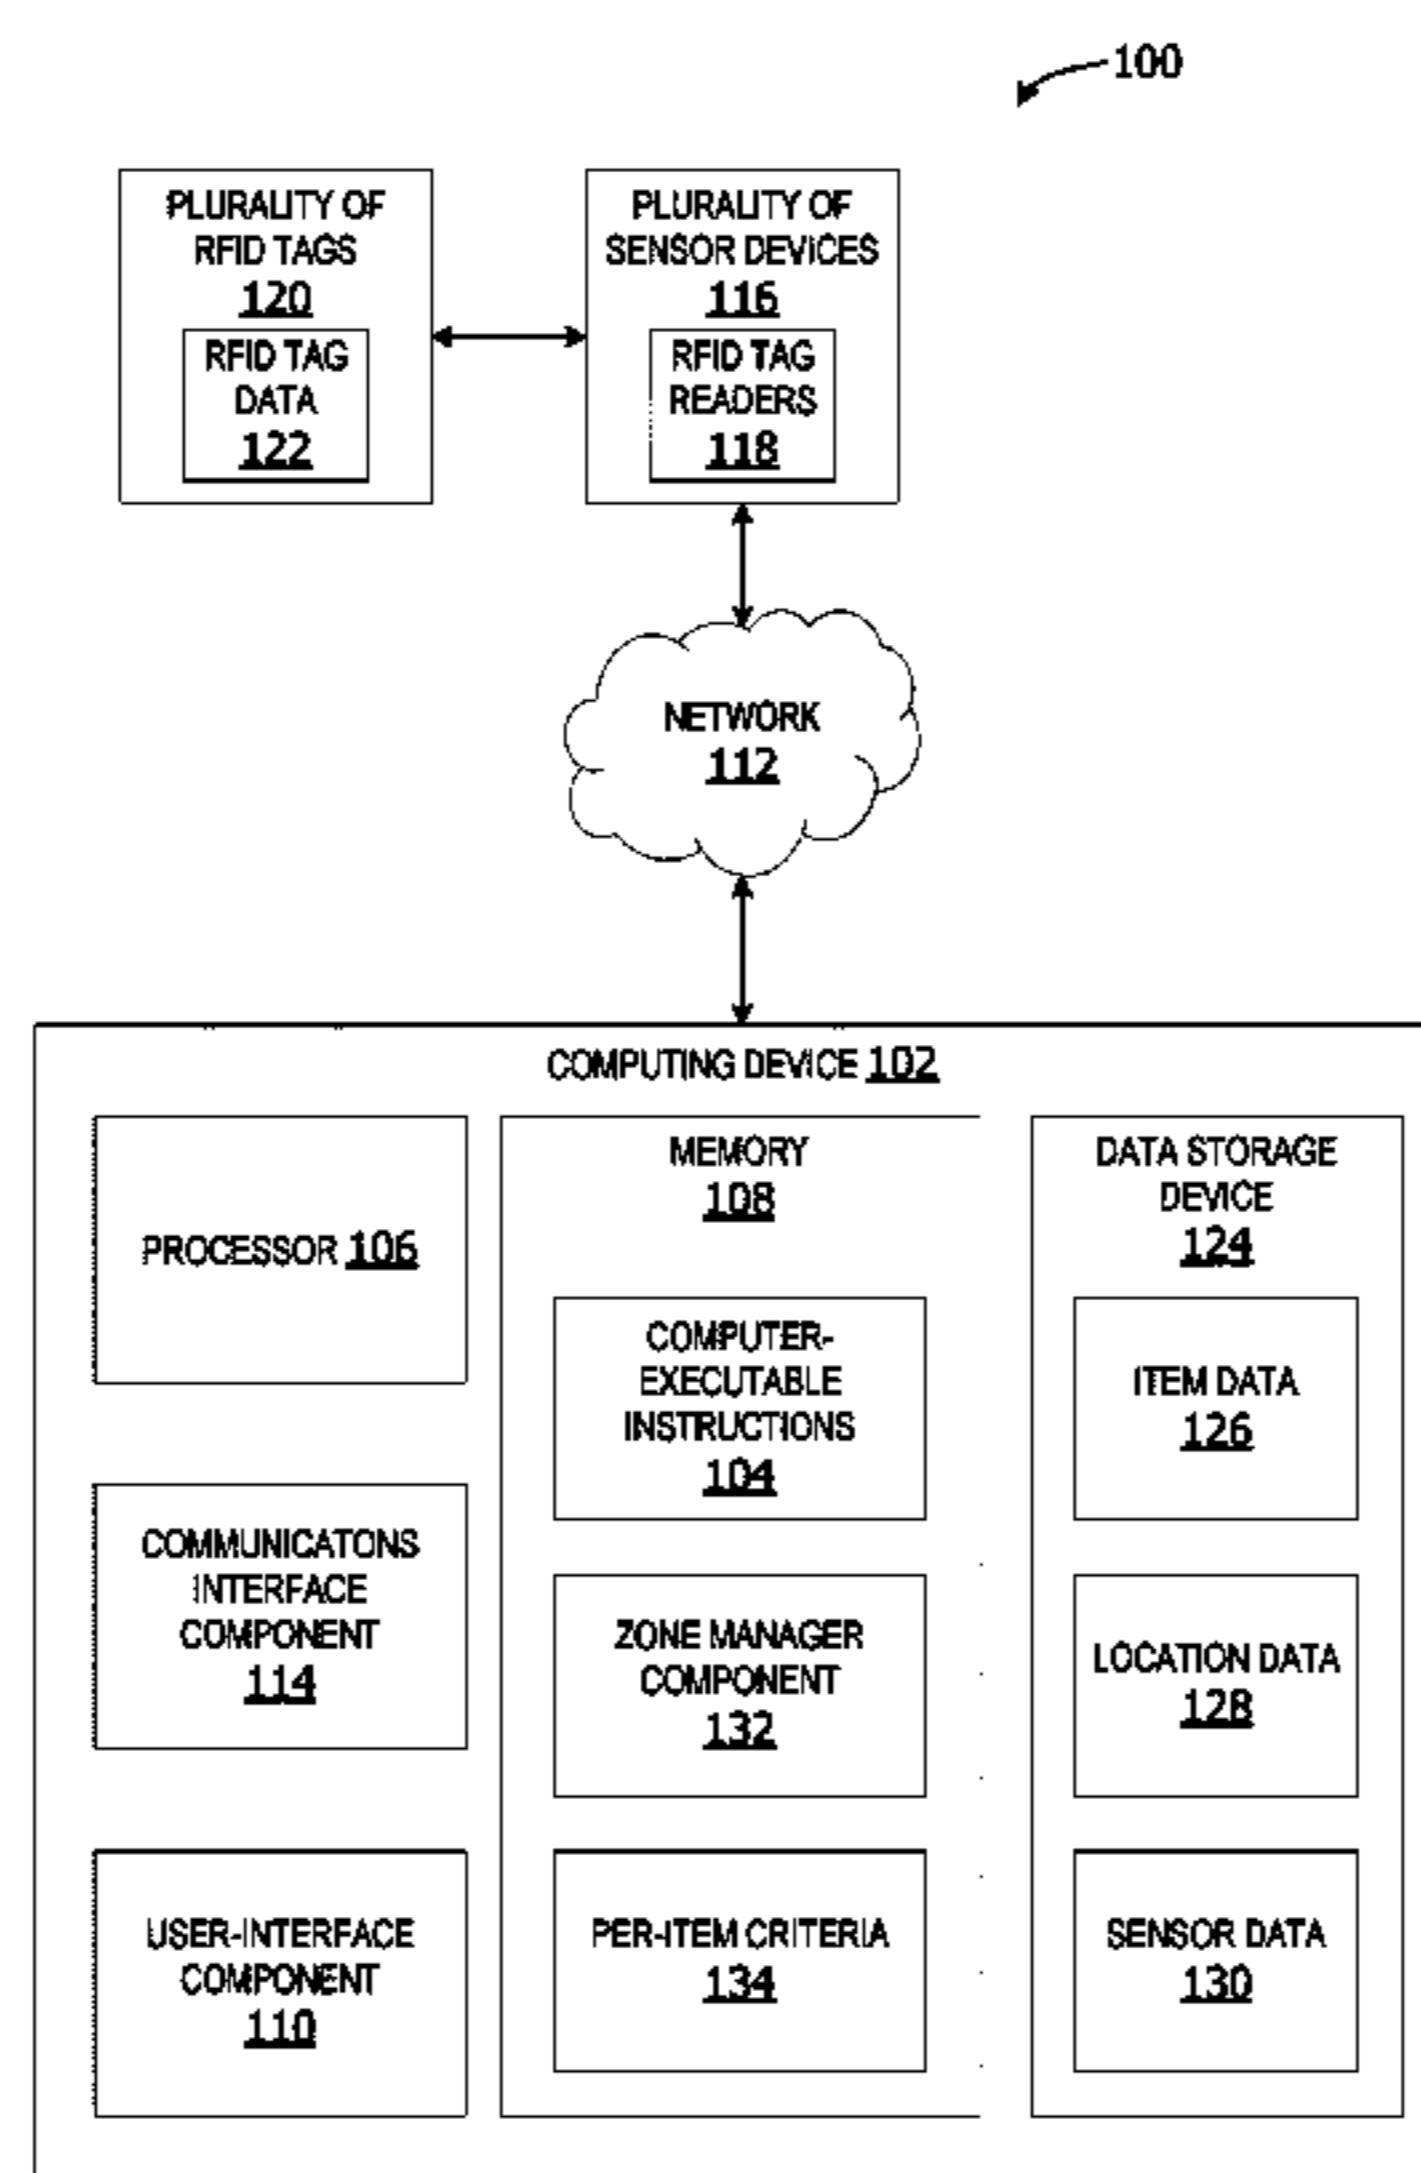 100
PLURALITY OF
RFID TAGS
120
RFID TAG
DATA
122
PLURALITY OF
SENSOR DEVICES
116
RFID TAG
READERS
118
NETWORK
112
COMPUTING DEVICE 102
PROCESSOR 106
COMMUNICATONS
INTERFACE
COMPONENT
114
USER-INTERFACE
COMPONENT
110
MEMORY
108
COMPUTER-
EXECUTABLE
INSTRUCTIONS
104
ZONE MANAGER
COMPONENT
132
PER-ITEM CRITERIA
134
DATA STORAGE
DEVICE
124
ITEM DATA
126
LOCATION DATA
128
SENSOR DATA
130